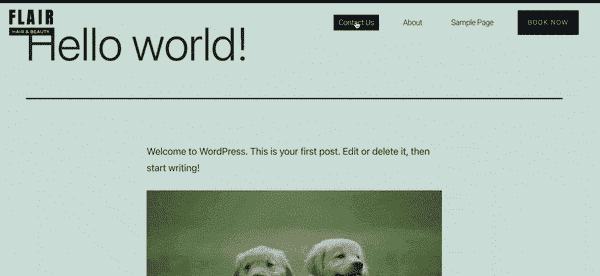 FLAIR
HAIR & BEAUTY
Contact Us
About
Sample Page
BOOK NOW
Hello world!
Welcome to WordPress. This is your first post. Edit or delete it, then
start writing!